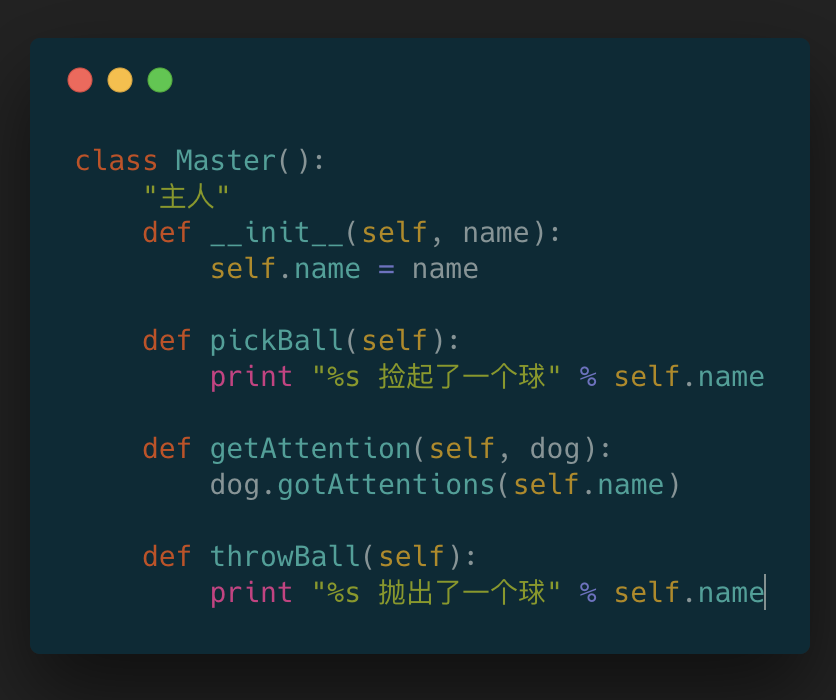 class Master():
    "主人"
    def __init__(self, name):
        self.name = name

    def pickBall(self):
        print "%s 捡起了一个球" % self.name

    def getAttention(self, dog):
        dog.gotAttentions(self.name)

    def throwBall(self):
        print "%s 抛出了一个球" % self.name